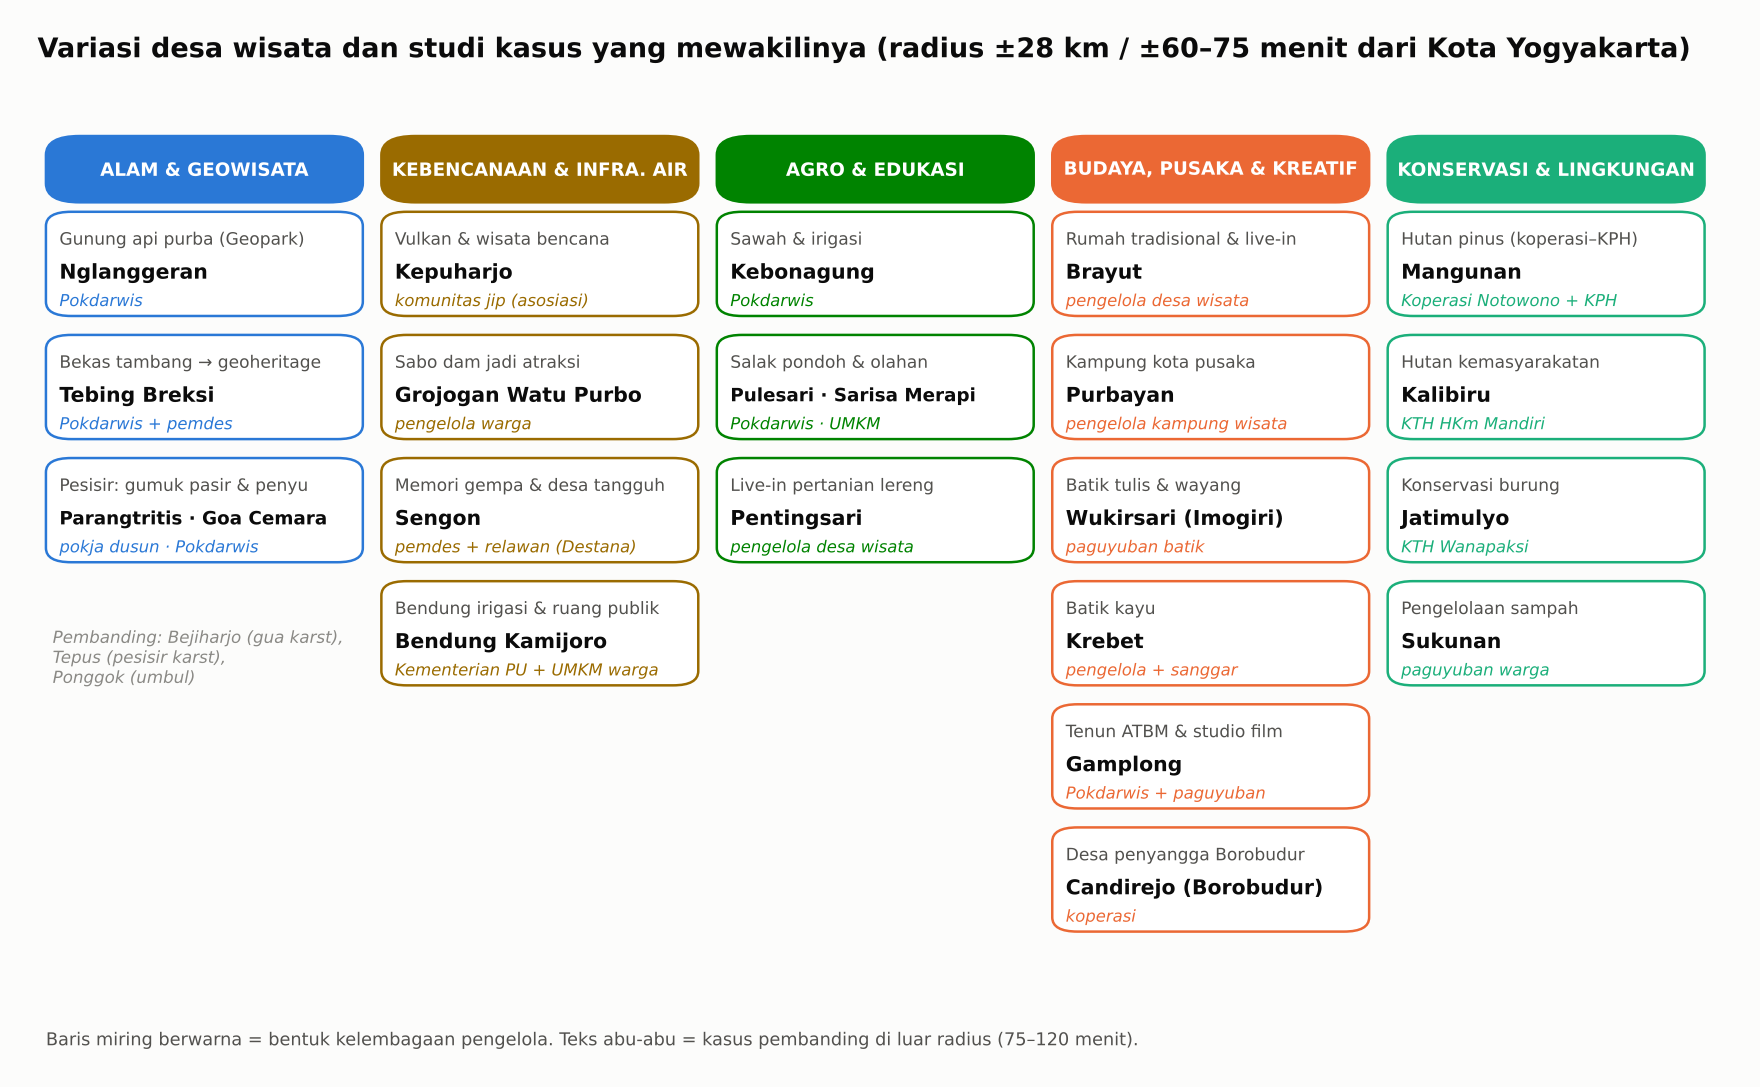 Variasi desa wisata dan studi kasus yang mewakilinya (radius ±28 km / ±60–75 menit dari Kota Yogyakarta)
ALAM & GEOWISATA
Gunung api purba (Geopark)
Nglanggeran
Pokdarwis
Bekas tambang → geoheritage
Tebing Breksi
Pokdarwis + pemdes
Pesisir: gumuk pasir & penyu
Parangtritis · Goa Cemara
pokja dusun · Pokdarwis
Pembanding: Bejiharjo (gua karst),
Tepus (pesisir karst),
Ponggok (umbul)
KEBENCANAAN & INFRA. AIR
Vulkan & wisata bencana
Kepuharjo
komunitas jip (asosiasi)
Sabo dam jadi atraksi
Grojogan Watu Purbo
pengelola warga
Memori gempa & desa tangguh
Sengon
pemdes + relawan (Destana)
Bendung irigasi & ruang publik
Bendung Kamijoro
Kementerian PU + UMKM warga
AGRO & EDUKASI
Sawah & irigasi
Kebonagung
Pokdarwis
Salak pondoh & olahan
Pulesari · Sarisa Merapi
Pokdarwis · UMKM
Live-in pertanian lereng
Pentingsari
pengelola desa wisata
BUDAYA, PUSAKA & KREATIF
Rumah tradisional & live-in
Brayut
pengelola desa wisata
Kampung kota pusaka
Purbayan
pengelola kampung wisata
Batik tulis & wayang
Wukirsari (Imogiri)
paguyuban batik
Batik kayu
Krebet
pengelola + sanggar
Tenun ATBM & studio film
Gamplong
Pokdarwis + paguyuban
Desa penyangga Borobudur
Candirejo (Borobudur)
koperasi
KONSERVASI & LINGKUNGAN
Hutan pinus (koperasi–KPH)
Mangunan
Koperasi Notowono + KPH
Hutan kemasyarakatan
Kalibiru
KTH HKm Mandiri
Konservasi burung
Jatimulyo
KTH Wanapaksi
Pengelolaan sampah
Sukunan
paguyuban warga
Baris miring berwarna = bentuk kelembagaan pengelola. Teks abu-abu = kasus pembanding di luar radius (75–120 menit).